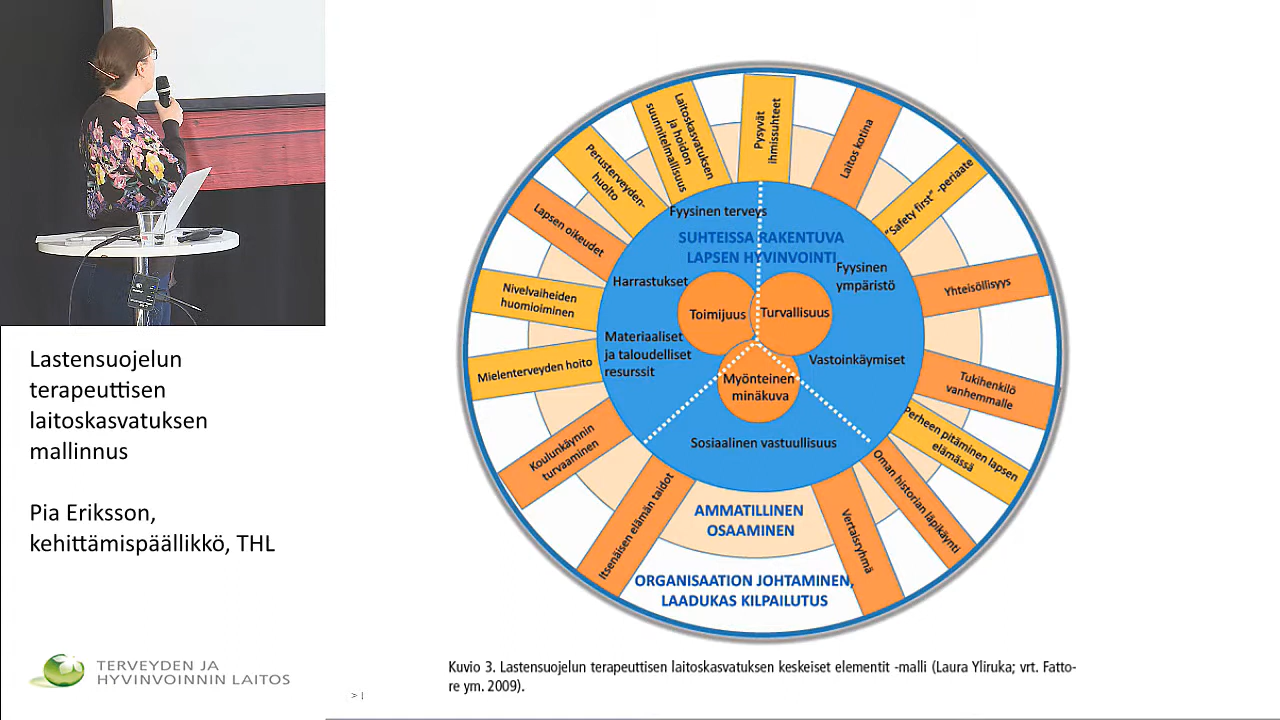 Lastensuojelun
terapeuttisen
laitoskasvatuksen
mallinnus
Pia Eriksson,
kehittämispäällikkö, THL
TERVEYDEN JA
HYVINVOINNIN LAITOS
Laitoskasvatuksen
ja hoidon
suunnitelmallisuus
Pysyvät
ihmissuhteet
Laitos kotina
"Safety first" -periaate
Yhteisöllisyys
Tukihenkilö
vanhemmalle
Perheen pitäminen lapsen
elämässä
Oman historian läpikäynti
Vertaisryhmä
Itsenäisen elämän taidot
Koulunkäynnin
turvaaminen
Mielenterveyden hoito
Nivelvaiheiden
huomioiminen
Lapsen oikeudet
Perusterveyden-
huolto
Fyysinen terveys
SUHTEISSA RAKENTUVA
LAPSEN HYVINVOINTI
Harrastukset
Fyysinen
ympäristö
Toimijuus
Turvallisuus
Materiaaliset
ja taloudelliset
resurssit
Vastoinkäymiset
Myönteinen
minäkuva
Sosiaalinen vastuullisuus
AMMATILLINEN
OSAAMINEN
ORGANISAATION JOHTAMINEN,
LAADUKAS KILPAILUTUS
Kuvio 3. Lastensuojelun terapeuttisen laitoskasvatuksen keskeiset elementit -malli (Laura Yliruka; vrt. Fatto-
re ym. 2009).
> |